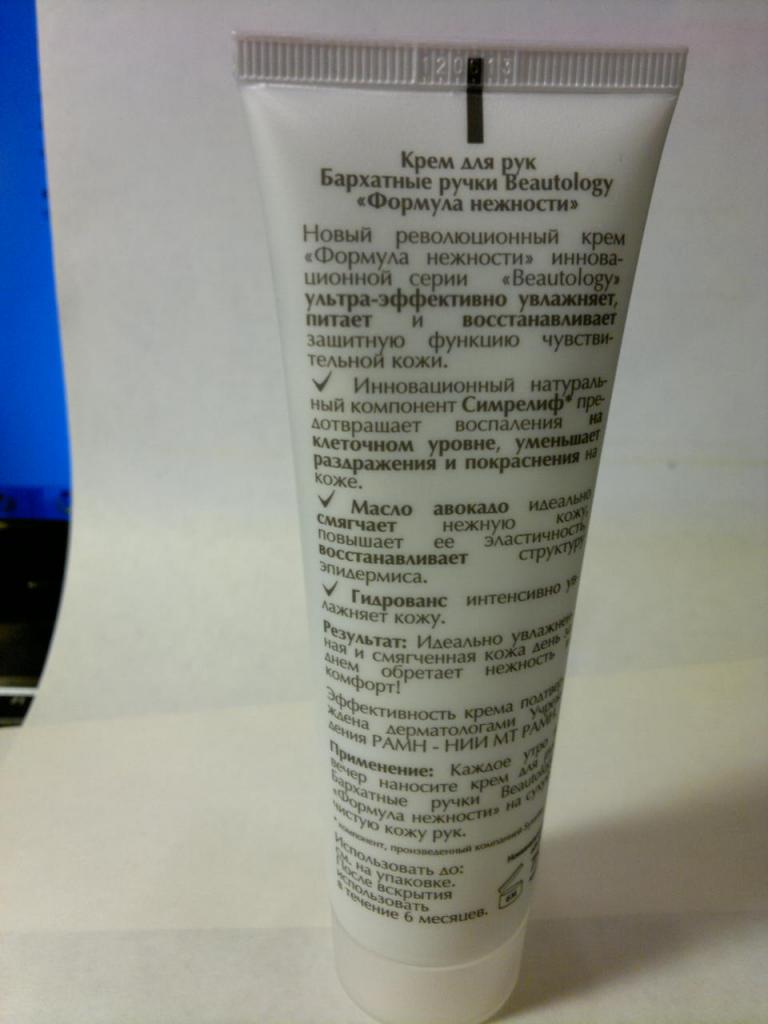 Крем для рук
Бархатные ручки Beautology
«Формула нежности»
Новый революционный крем
«Формула нежности» иннова-
ционной серии «Beautology»
ультра-эффективно увлажняет,
питает и восстанавливает
защитную функцию чувстви-
тельной кожи.
✓ Инновационный натураль-
ный компонент Симрелиф* пре-
дотвращает воспаления на
клеточном уровне, уменьшает
раздражения и покраснения на
коже.
✓ Масло авокадо идеально
смягчает нежную кожу,
повышает ее эластичность,
восстанавливает структуру
эпидермиса.
✓ Гидрованс интенсивно ув-
лажняет кожу.
Результат: Идеально увлажнен-
ная и смягченная кожа день за
днем обретает нежность
комфорт!
Эффективность крема подтвер-
ждена дерматологами Учреж-
дения РАМН - НИИ МТ РАМН.
Применение: Каждое утро
вечер наносите крем для
Бархатные ручки Beautology
«Формула нежности» на сухую
чистую кожу рук.
* компонент, произведенный компанией
Использовать до:
см. на упаковке.
После вскрытия
использовать
в течение 6 месяцев.
6M